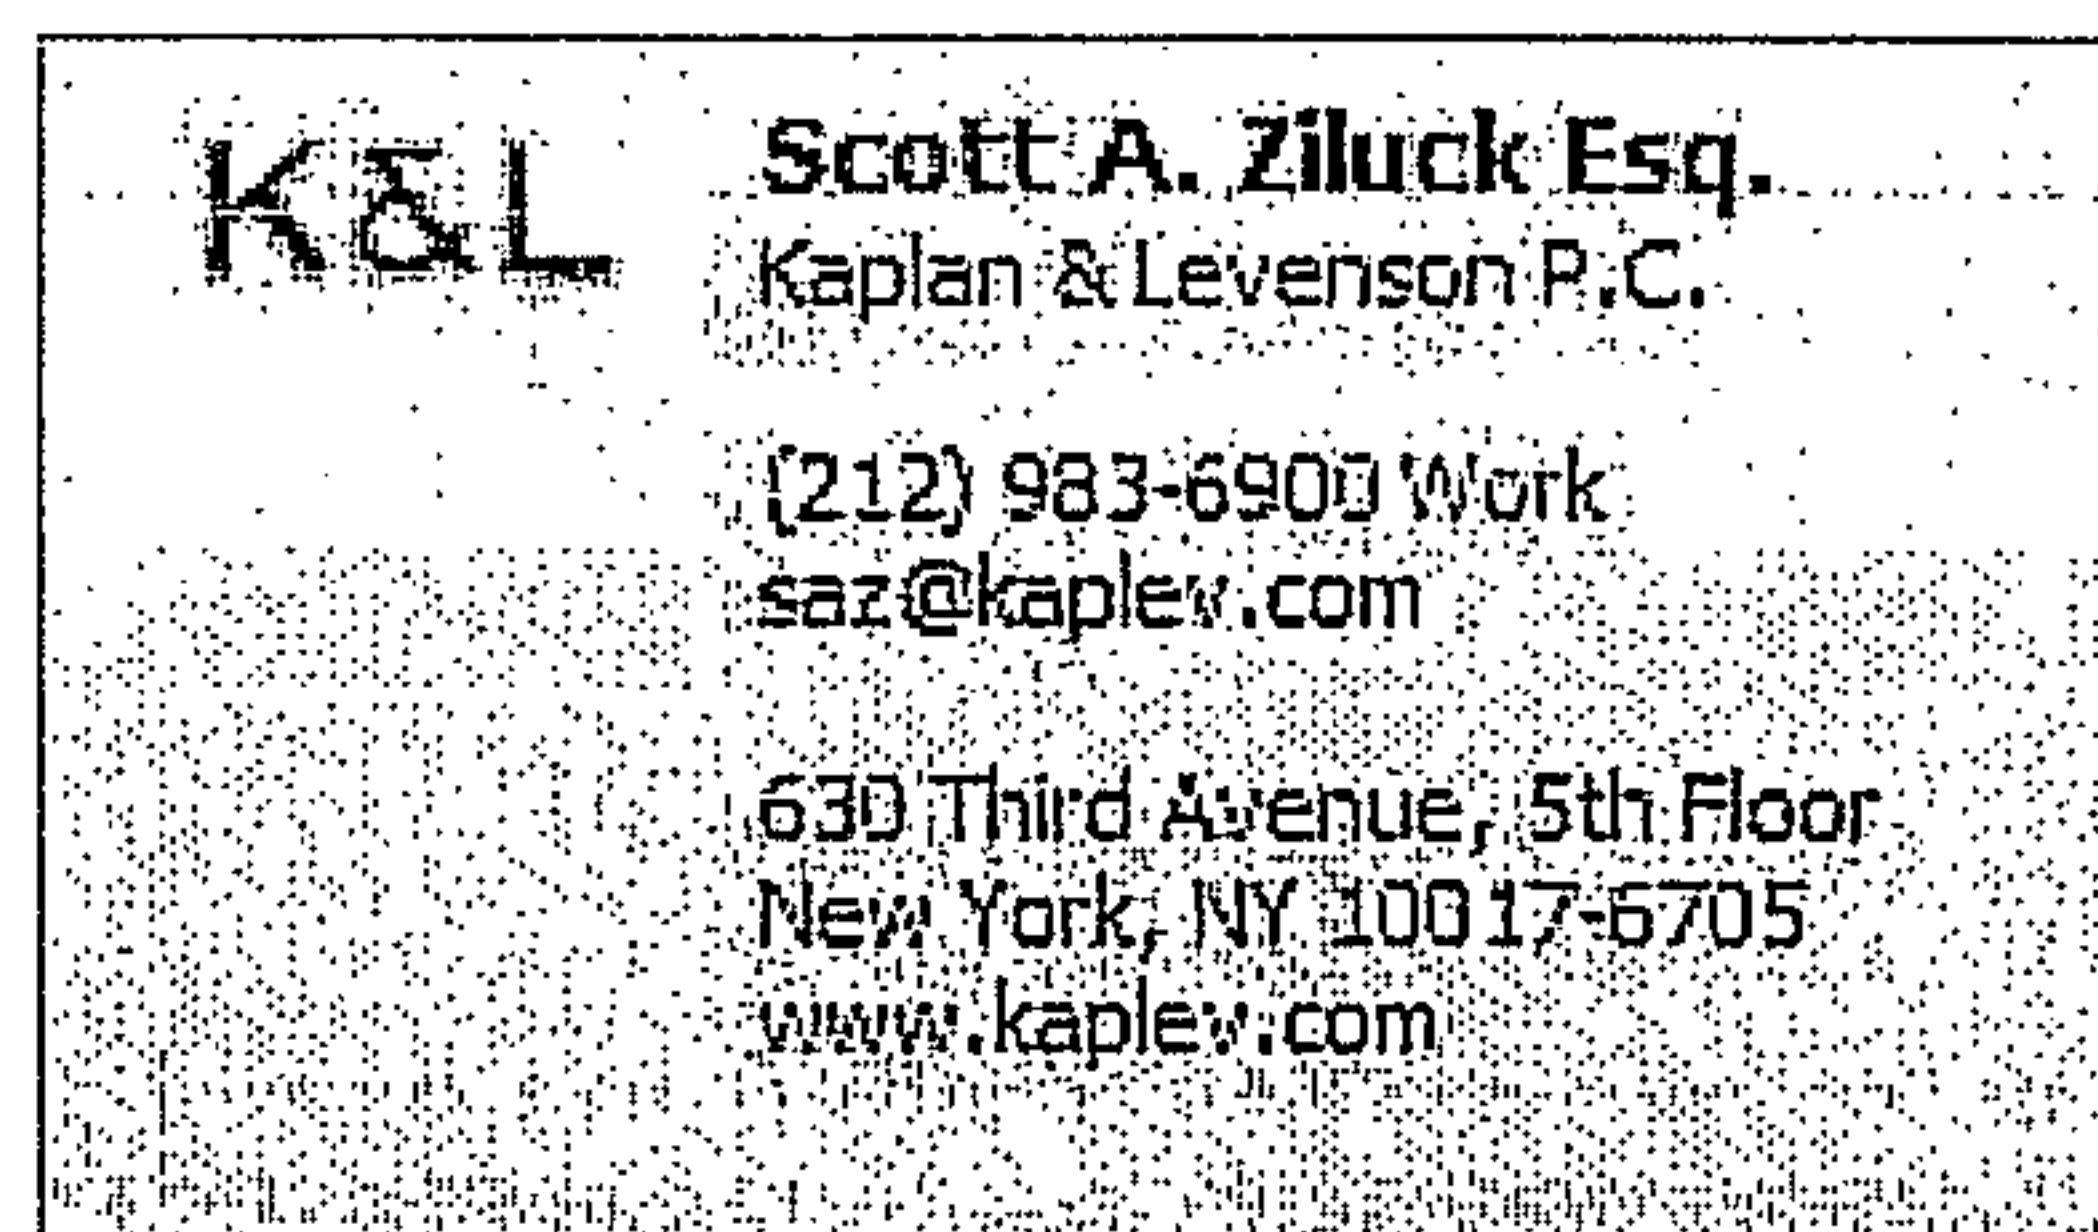 K & L
Scott A. Ziluck Esq.
Kaplan & Levenson P.C.
(212) 983-6900 Work
saz@kaplev.com
630 Third Avenue, 5th Floor
New York, NY 10017-6705
www.kaplev.com